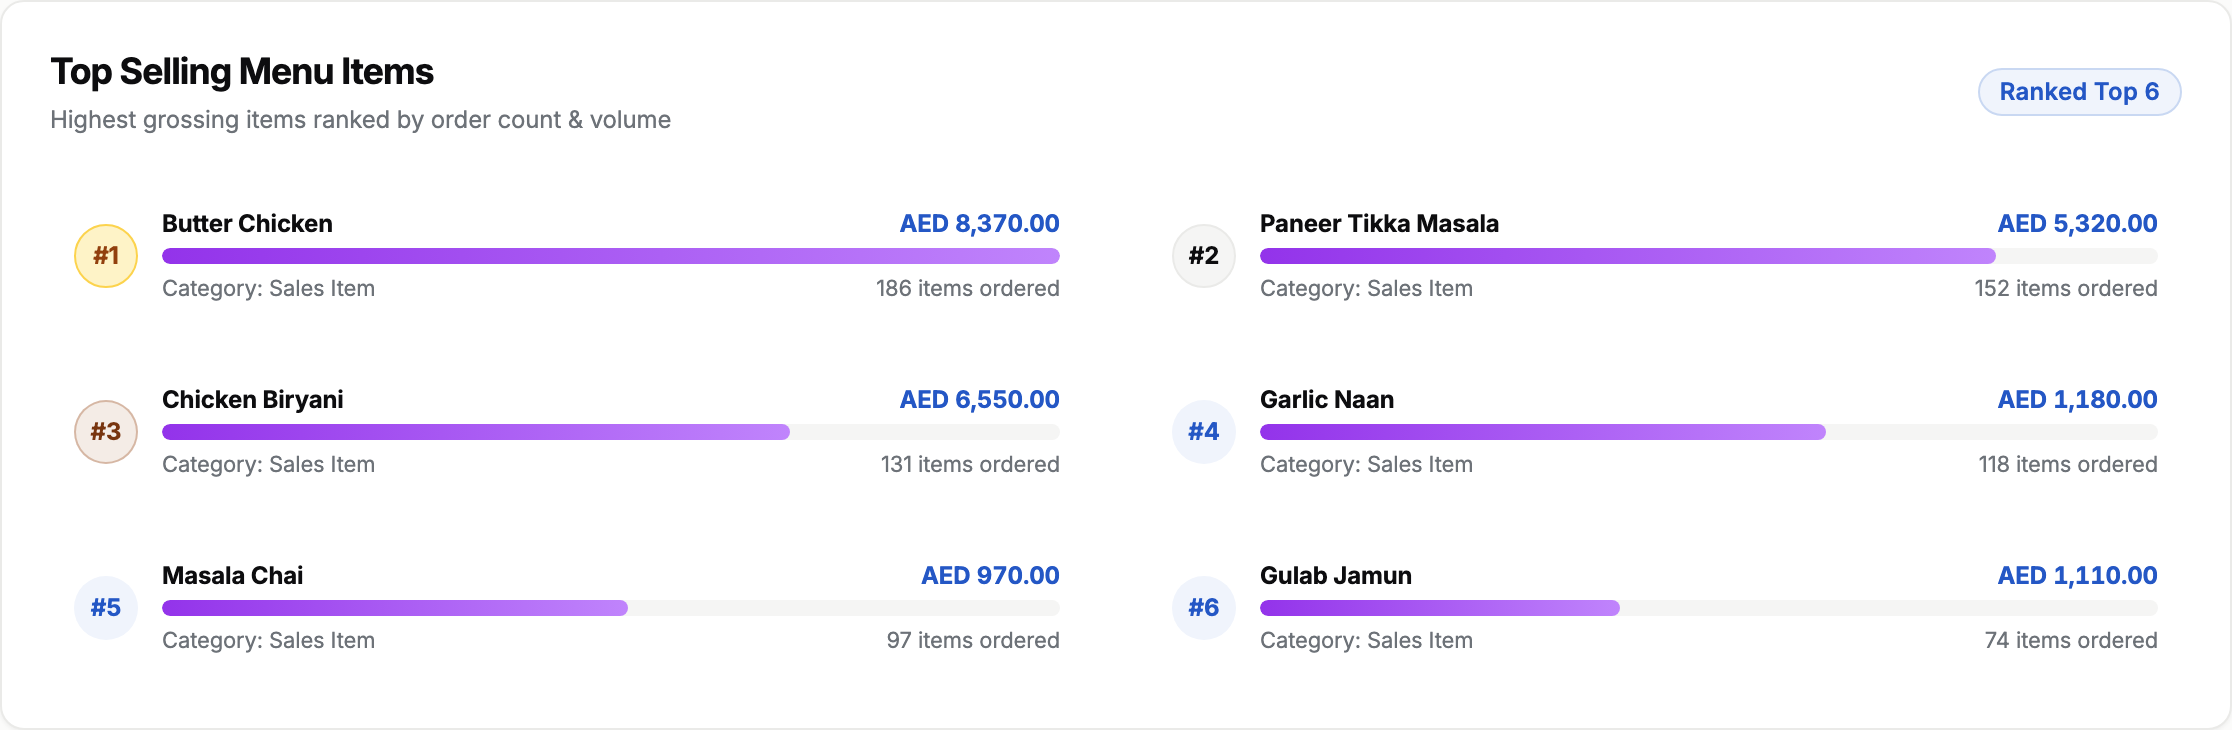 Top Selling Menu Items
Highest grossing items ranked by order count & volume
Ranked Top 6
#1
Butter Chicken
AED 8,370.00
Category: Sales Item
186 items ordered
#2
Paneer Tikka Masala
AED 5,320.00
Category: Sales Item
152 items ordered
#3
Chicken Biryani
AED 6,550.00
Category: Sales Item
131 items ordered
#4
Garlic Naan
AED 1,180.00
Category: Sales Item
118 items ordered
#5
Masala Chai
AED 970.00
Category: Sales Item
97 items ordered
#6
Gulab Jamun
AED 1,110.00
Category: Sales Item
74 items ordered